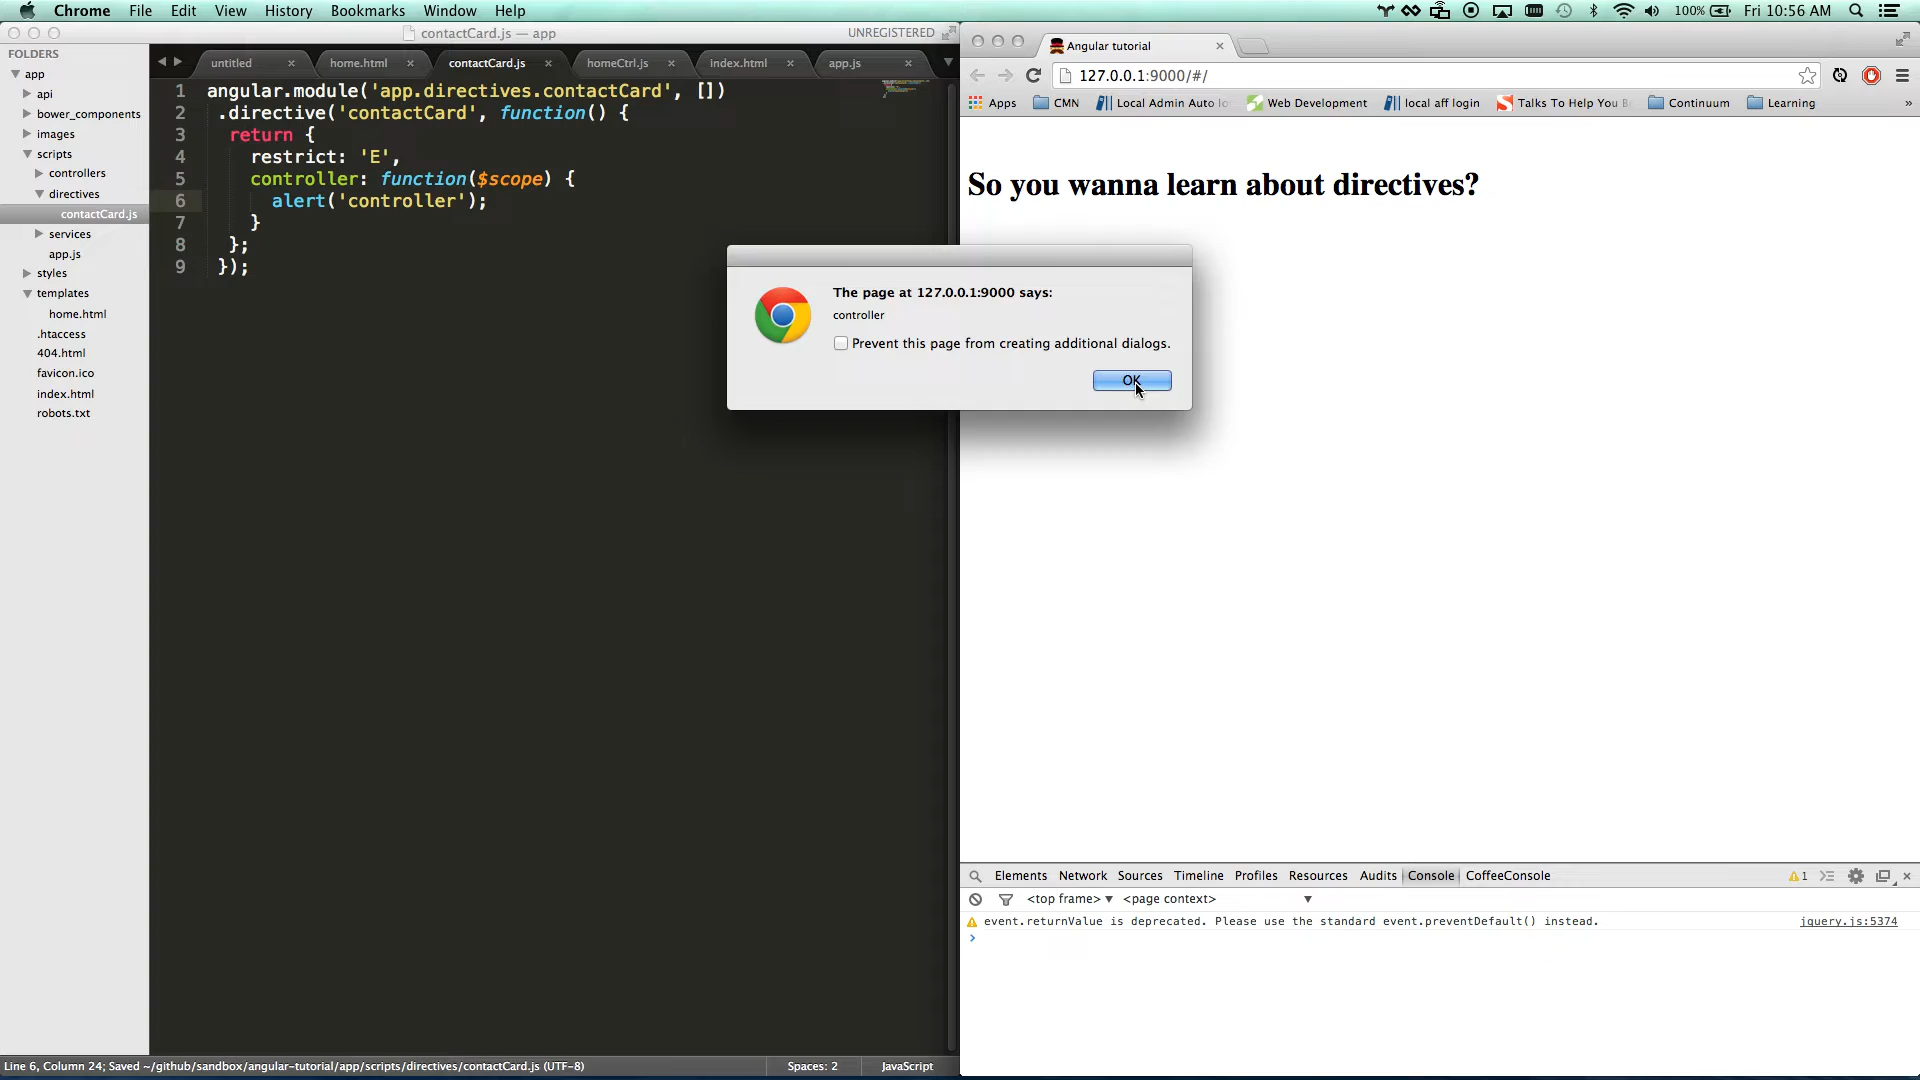 Chrome File Edit View History Bookmarks Window Help
100% Fri 10:56 AM
contactCard.js — app
UNREGISTERED
FOLDERS
app
api
bower_components
images
scripts
controllers
directives
contactCard.js
services
app.js
styles
templates
home.html
.htaccess
404.html
favicon.ico
index.html
robots.txt
untitled × home.html × contactCard.js × homeCtrl.js × index.html × app.js ×
1 angular.module('app.directives.contactCard', [])
2 .directive('contactCard', function() {
3 return {
4 restrict: 'E',
5 controller: function($scope) {
6 alert('controller');
7 }
8 };
9 });
Line 6, Column 24; Saved ~/github/sandbox/angular-tutorial/app/scripts/directives/contactCard.js (UTF-8)
Spaces: 2
JavaScript
Angular tutorial ×
127.0.0.1:9000/#/
Apps CMN Local Admin Auto Web Development local aff login Talks To Help You Continuum Learning »
So you wanna learn about directives?
The page at 127.0.0.1:9000 says:
controller
Prevent this page from creating additional dialogs.
OK
Elements Network Sources Timeline Profiles Resources Audits Console CoffeeConsole
1
<top frame> ▼ <page context> ▼
event.returnValue is deprecated. Please use the standard event.preventDefault() instead. jquery.js:5374
>